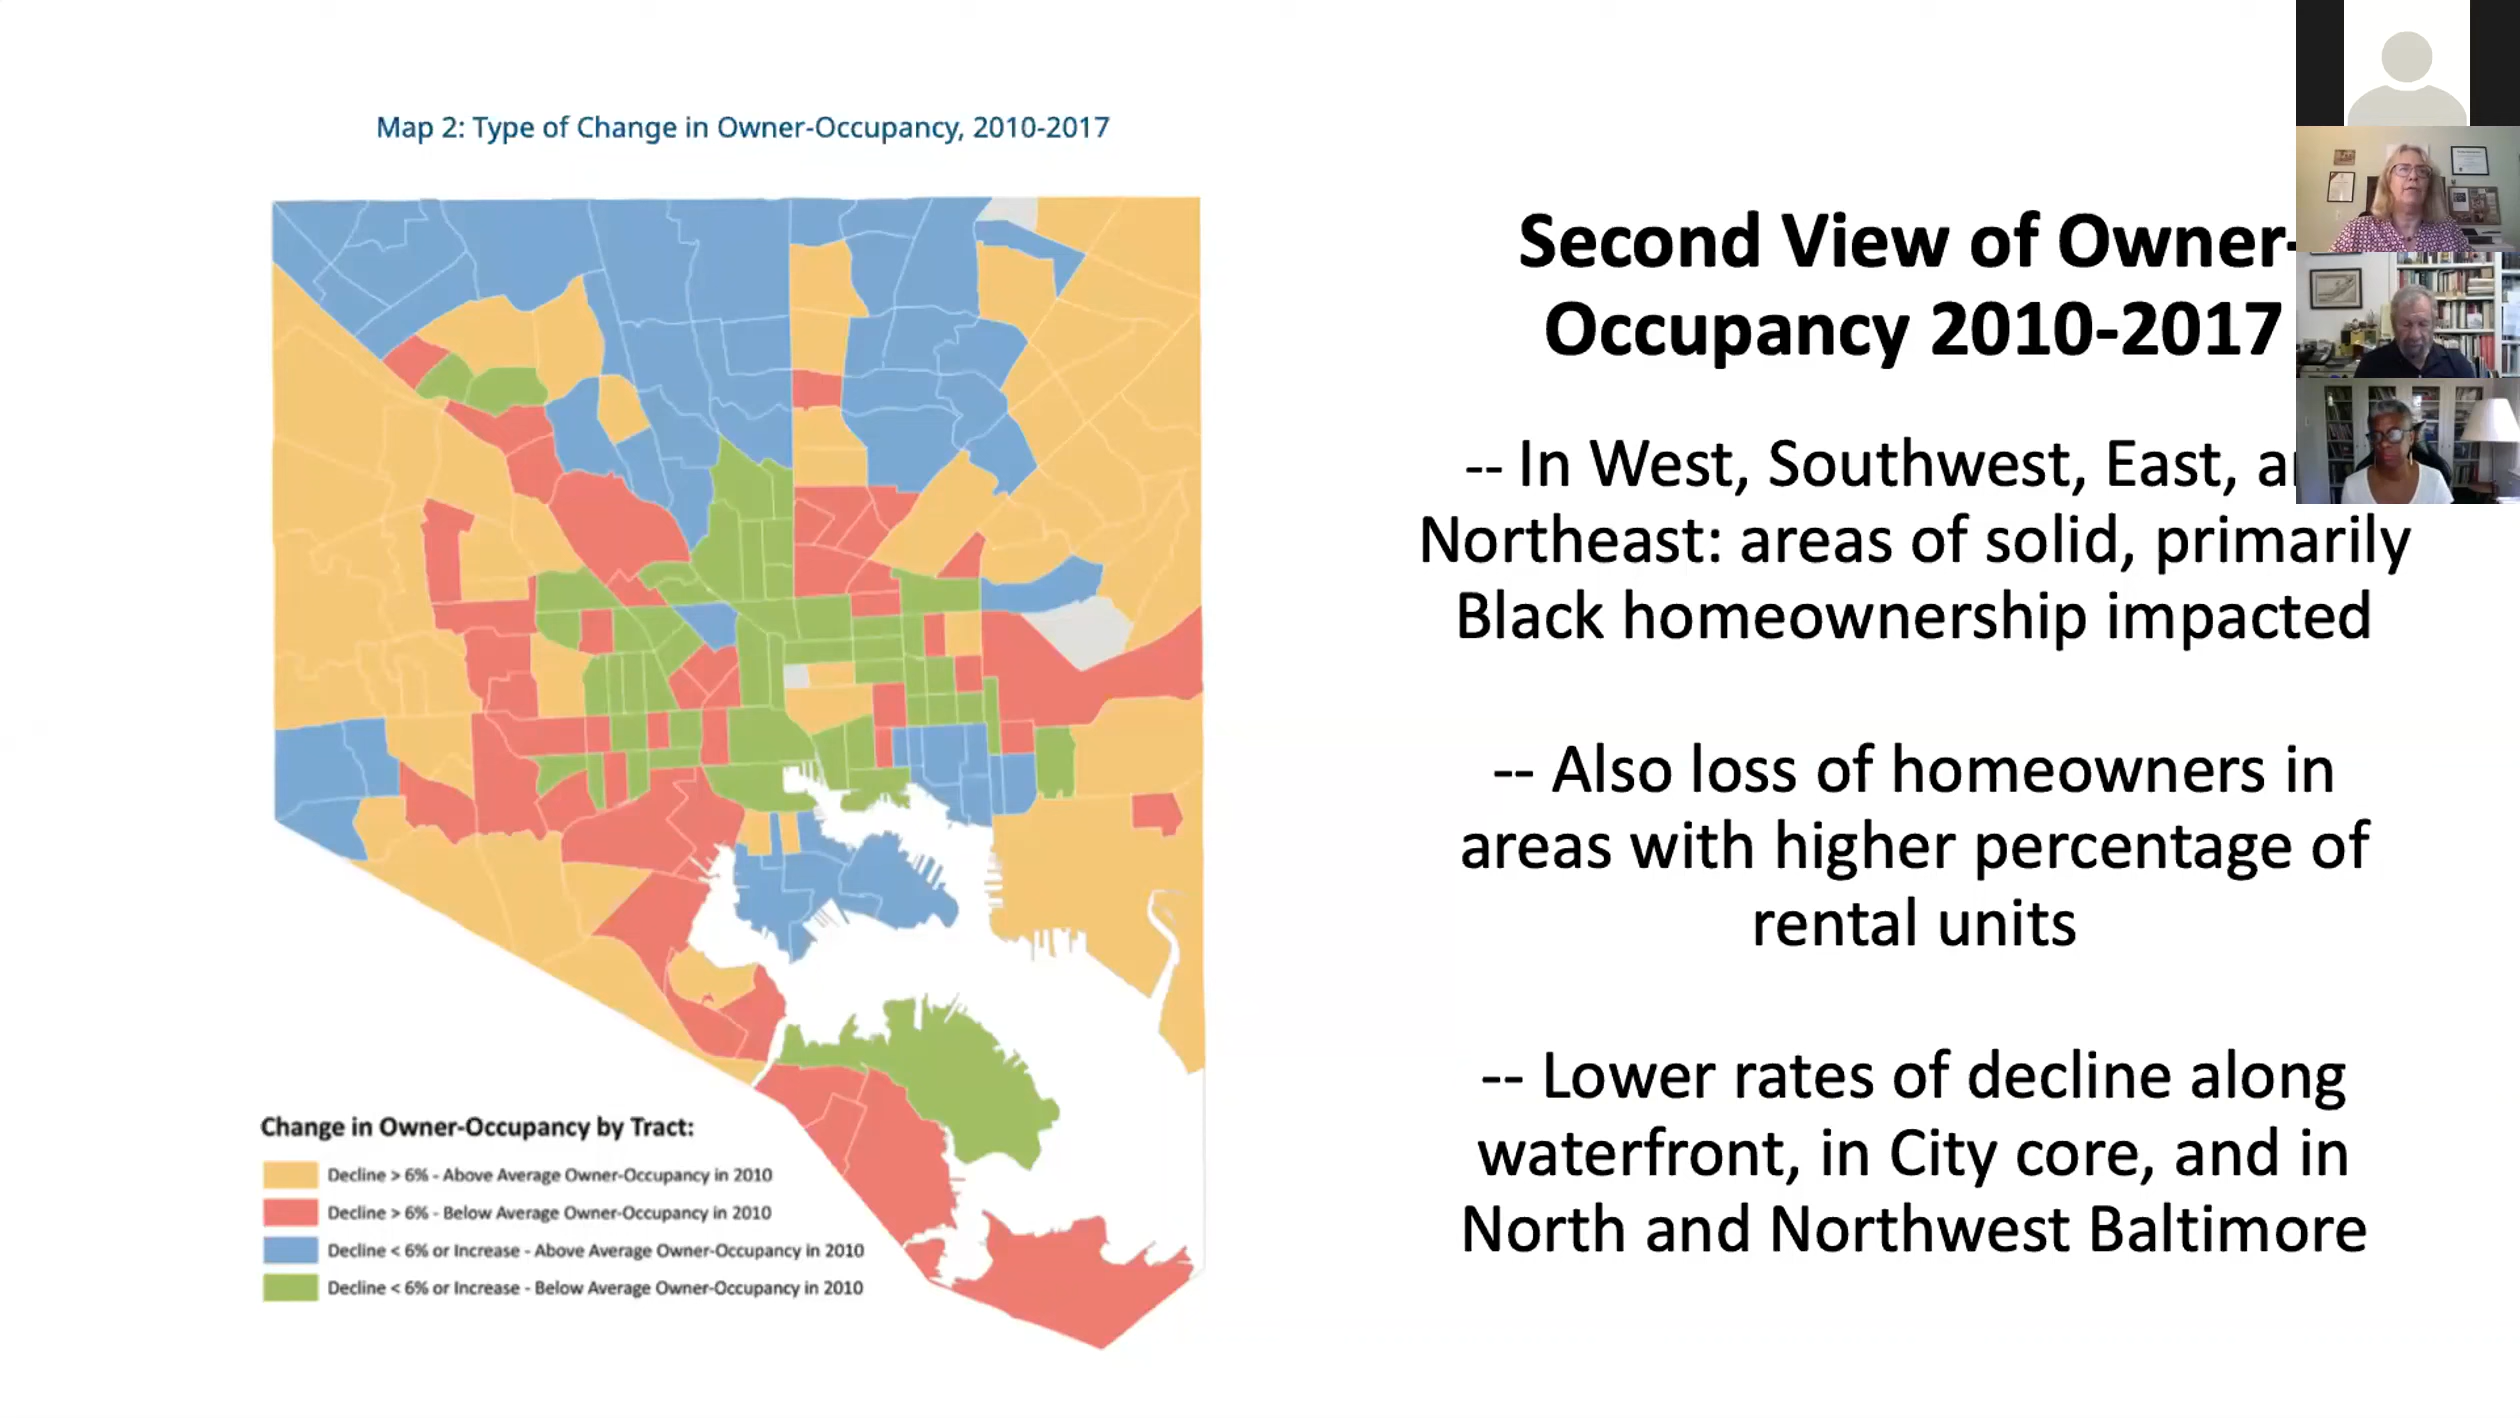 Map 2: Type of Change in Owner-Occupancy, 2010-2017
Change in Owner-Occupancy by Tract:
Decline > 6% - Above Average Owner-Occupancy in 2010
Decline > 6% - Below Average Owner-Occupancy in 2010
Decline < 6% or Increase - Above Average Owner-Occupancy in 2010
Decline < 6% or Increase - Below Average Owner-Occupancy in 2010
Second View of Owner-
Occupancy 2010-2017
-- In West, Southwest, East,
Northeast: areas of solid, primarily
Black homeownership impacted
-- Also loss of homeowners in
areas with higher percentage of
rental units
-- Lower rates of decline along
waterfront, in City core, and in
North and Northwest Baltimore